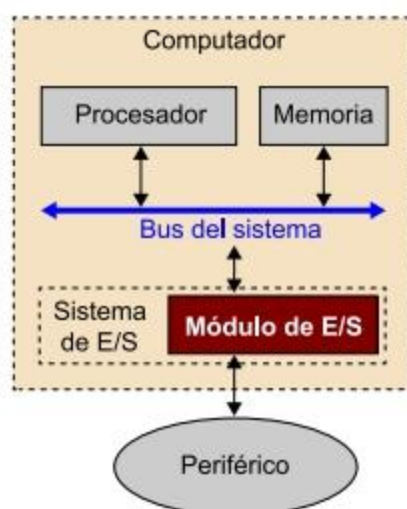 Computador
Procesador
Memoria
Bus del sistema
Sistema
de E/S
Módulo de E/S
Periférico